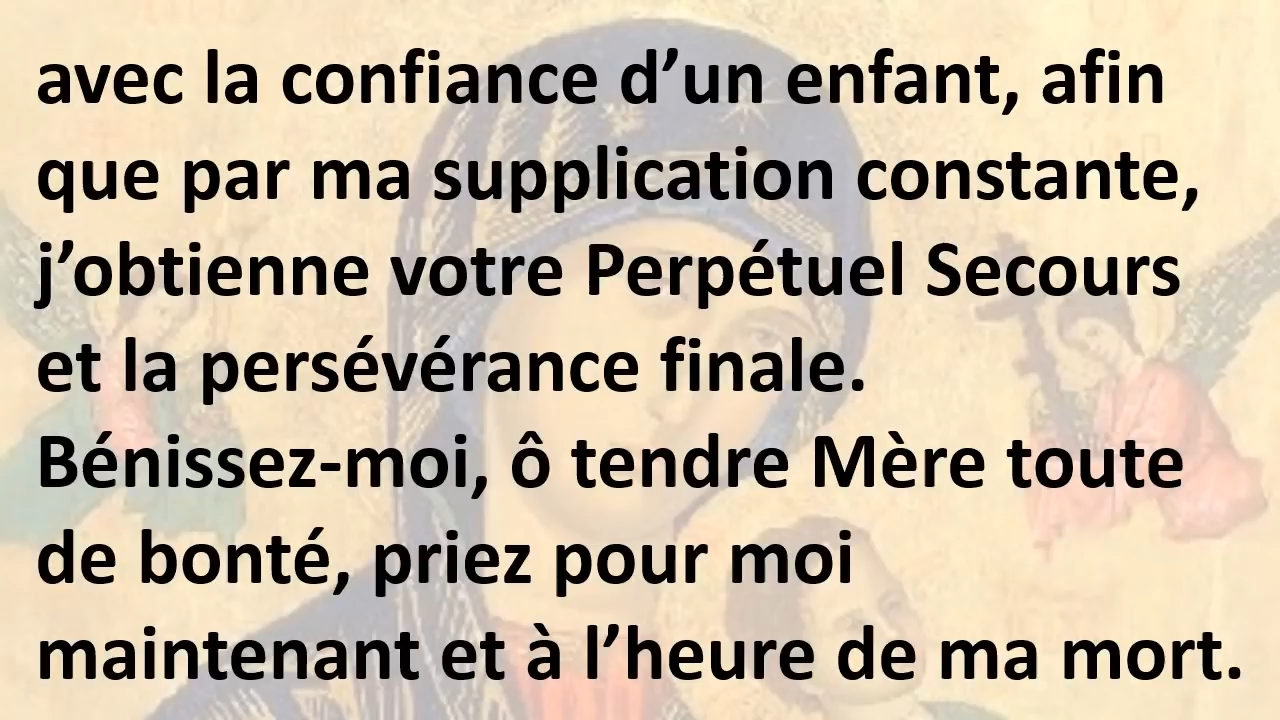 avec la confiance d’un enfant, afin
que par ma supplication constante,
j’obtienne votre Perpétuel Secours
et la persévérance finale.
Bénissez-moi, ô tendre Mère toute
de bonté, priez pour moi
maintenant et à l’heure de ma mort.